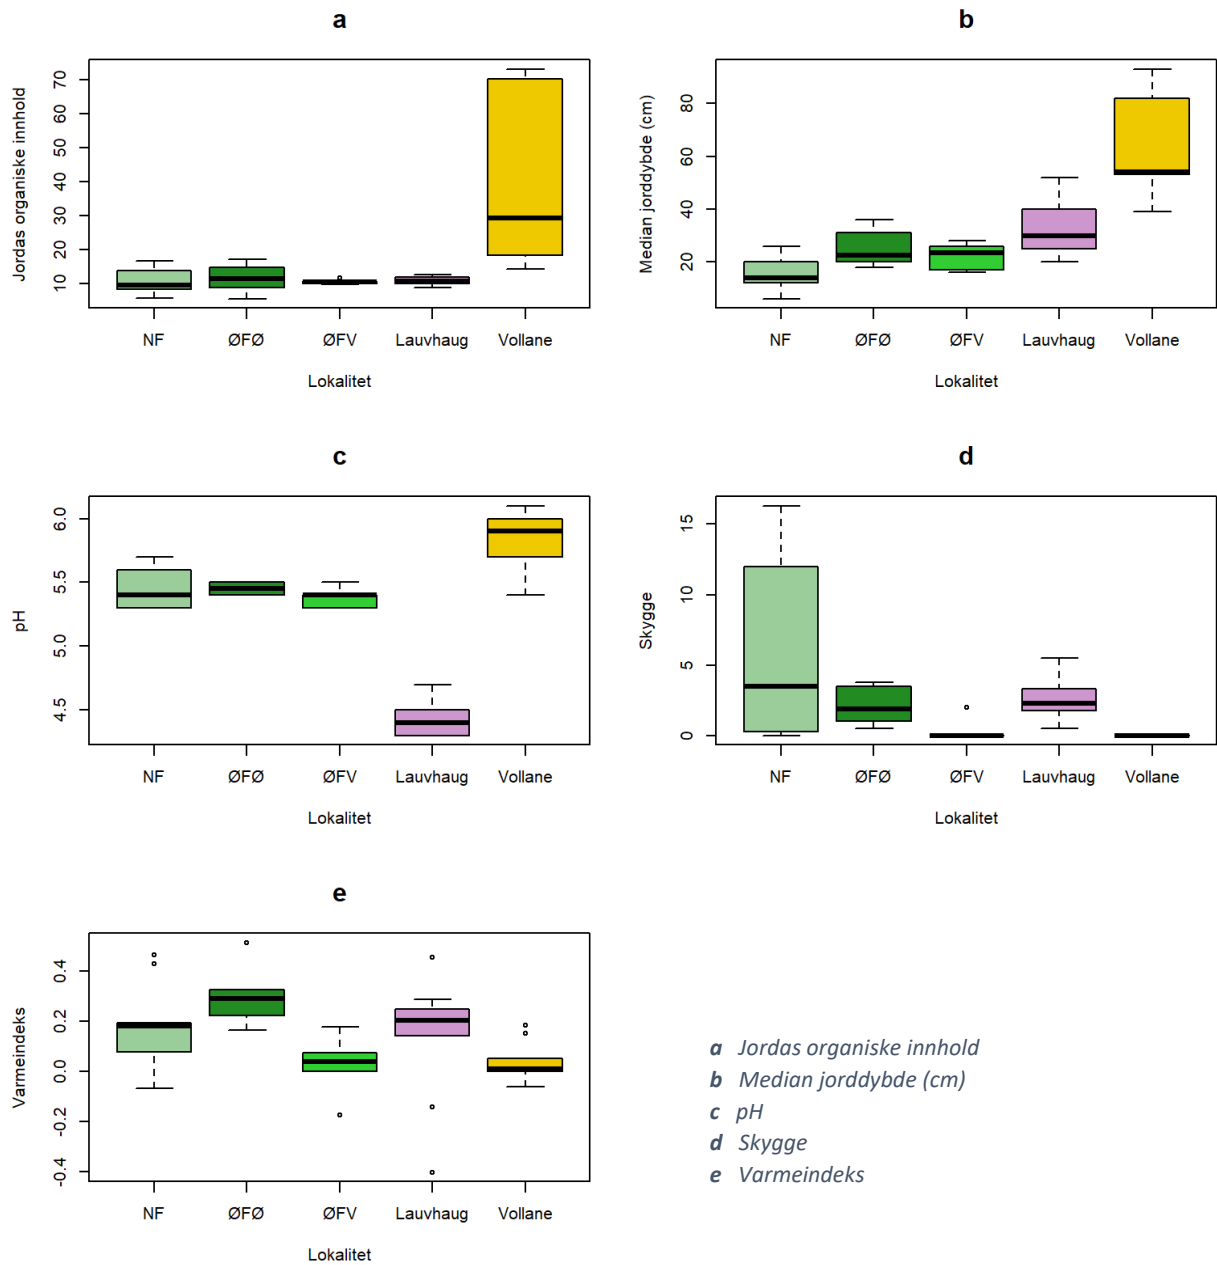 a
Jordas organiske innhold
70
60
50
40
30
20
10
NF ØFØ ØFV Lauvhaug Vollane
Lokalitet
b
Median jorddybde (cm)
80
60
40
20
NF ØFØ ØFV Lauvhaug Vollane
Lokalitet
c
pH
6.0
5.5
5.0
4.5
NF ØFØ ØFV Lauvhaug Vollane
Lokalitet
d
Skygge
15
10
5
0
NF ØFØ ØFV Lauvhaug Vollane
Lokalitet
e
Varmeindeks
0.4
0.2
0.0
-0.2
-0.4
NF ØFØ ØFV Lauvhaug Vollane
Lokalitet
a Jordas organiske innhold
b Median jorddybde (cm)
c pH
d Skygge
e Varmeindeks